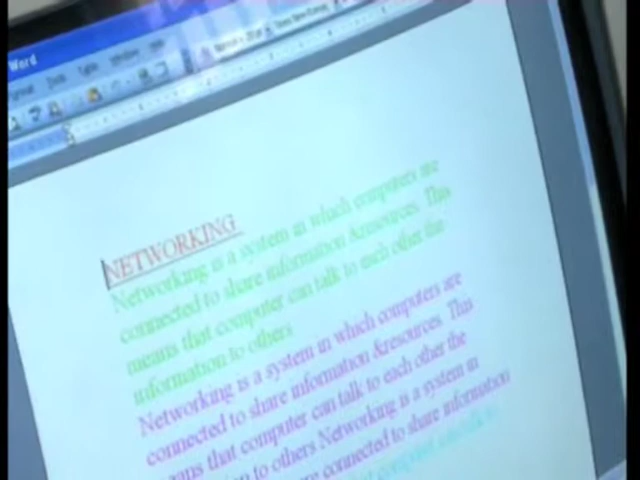 Word
NETWORKING
Networking is a system in which computers are
connected to share information &resources. This
means that computer can talk to each other the
information to others
Networking is a system in which computers are
connected to share information &resources. This
means that computer can talk to each other the
to others Networking is a system in
connected to share information
that computer